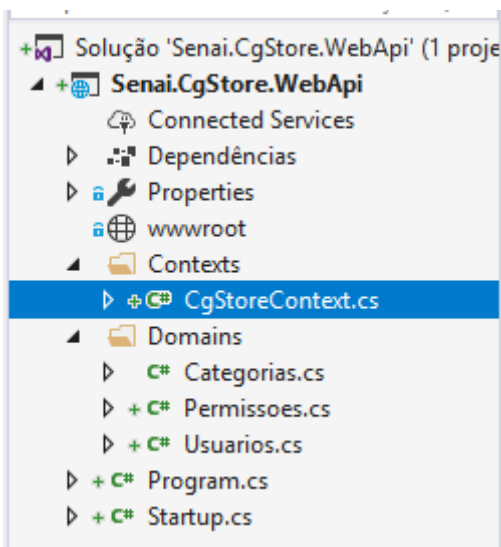 Solução 'Senai.CgStore.WebApi' (1 proje
Senai.CgStore.WebApi
Connected Services
Dependências
Properties
wwwroot
Contexts
C# CgStoreContext.cs
Domains
C# Categorias.cs
C# Permissoes.cs
C# Usuarios.cs
C# Program.cs
C# Startup.cs